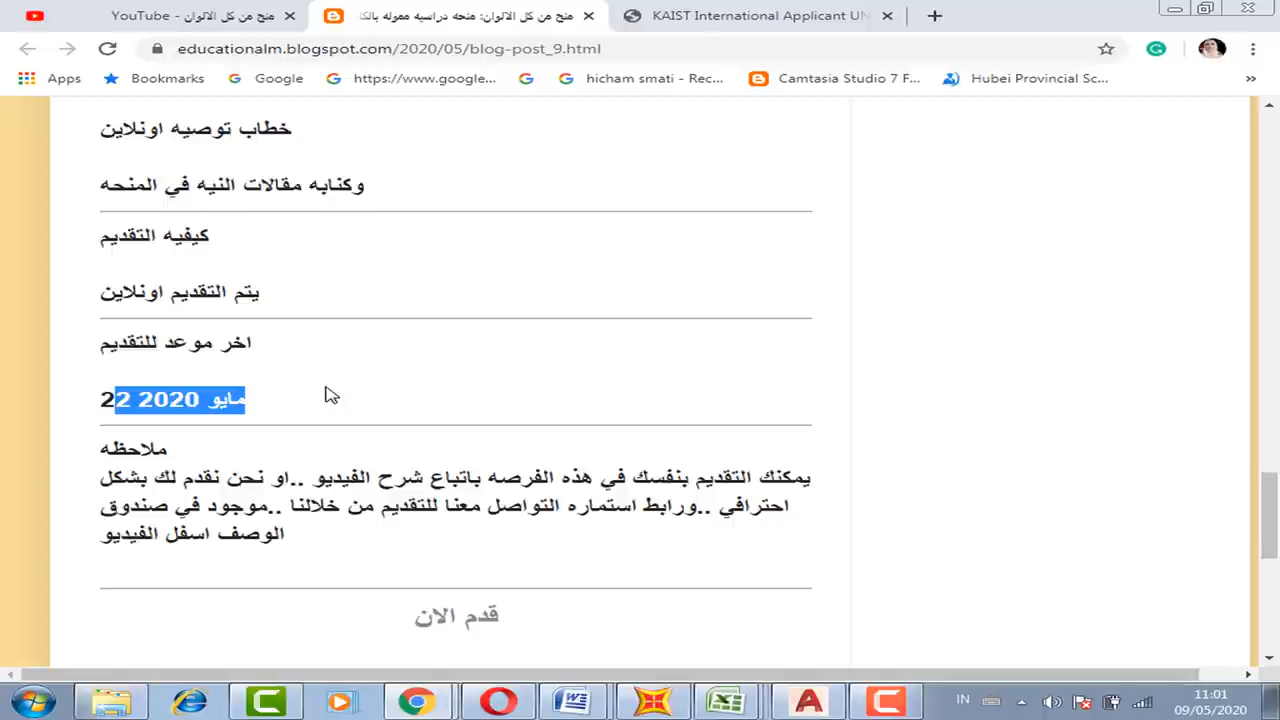 منح من كل الالوان - YouTube
منح من كل الالوان: منحه دراسيه ممولة بالكا
KAIST International Applicant UN
educationalm.blogspot.com/2020/05/blog-post_9.html
Apps
Bookmarks
Google
https://www.google...
hicham smati - Rec...
Camtasia Studio 7 F...
Hubei Provincial Sc...
»
خطاب توصيه اونلاين
وكتابه مقالات النيه في المنحه
كيفيه التقديم
يتم التقديم اونلاين
اخر موعد للتقديم
22 مايو 2020
ملاحظه
يمكنك التقديم بنفسك في هذه الفرصه باتباع شرح الفيديو ..او نحن نقدم لك بشكل
احترافي ..ورابط استماره التواصل معنا للتقديم من خلالنا ..موجود في صندوق
الوصف اسفل الفيديو
قدم الان
IN
11:01
09/05/2020